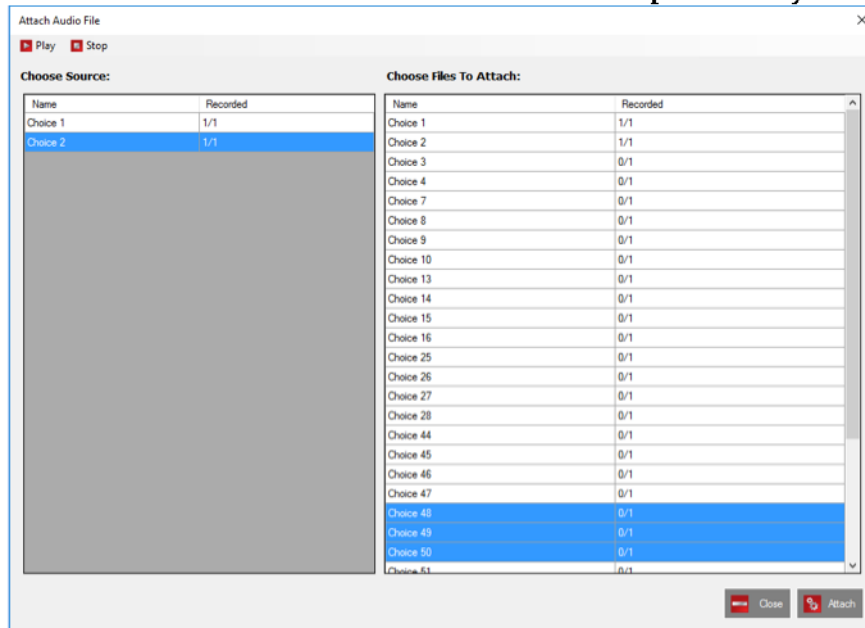 Attach Audio File
Play Stop
Choose Source: Choose Files To Attach:
Name Recorded Name Recorded
Choice 1 1/1 Choice 1 1/1
Choice 2 1/1 Choice 2 1/1
Choice 3 0/1
Choice 4 0/1
Choice 7 0/1
Choice 8 0/1
Choice 9 0/1
Choice 10 0/1
Choice 13 0/1
Choice 14 0/1
Choice 15 0/1
Choice 16 0/1
Choice 25 0/1
Choice 26 0/1
Choice 27 0/1
Choice 28 0/1
Choice 44 0/1
Choice 45 0/1
Choice 46 0/1
Choice 47 0/1
Choice 48 0/1
Choice 49 0/1
Choice 50 0/1
Choice 51 0/1
Close Attach